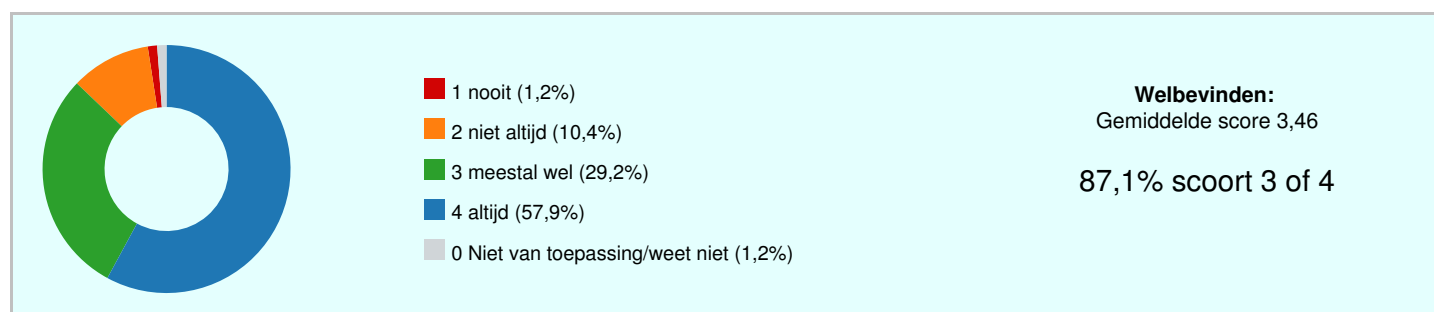 1 nooit (1,2%)
2 niet altijd (10,4%)
3 meestal wel (29,2%)
4 altijd (57,9%)
0 Niet van toepassing/weet niet (1,2%)
Welbevinden:
Gemiddelde score 3,46
87,1% scoort 3 of 4